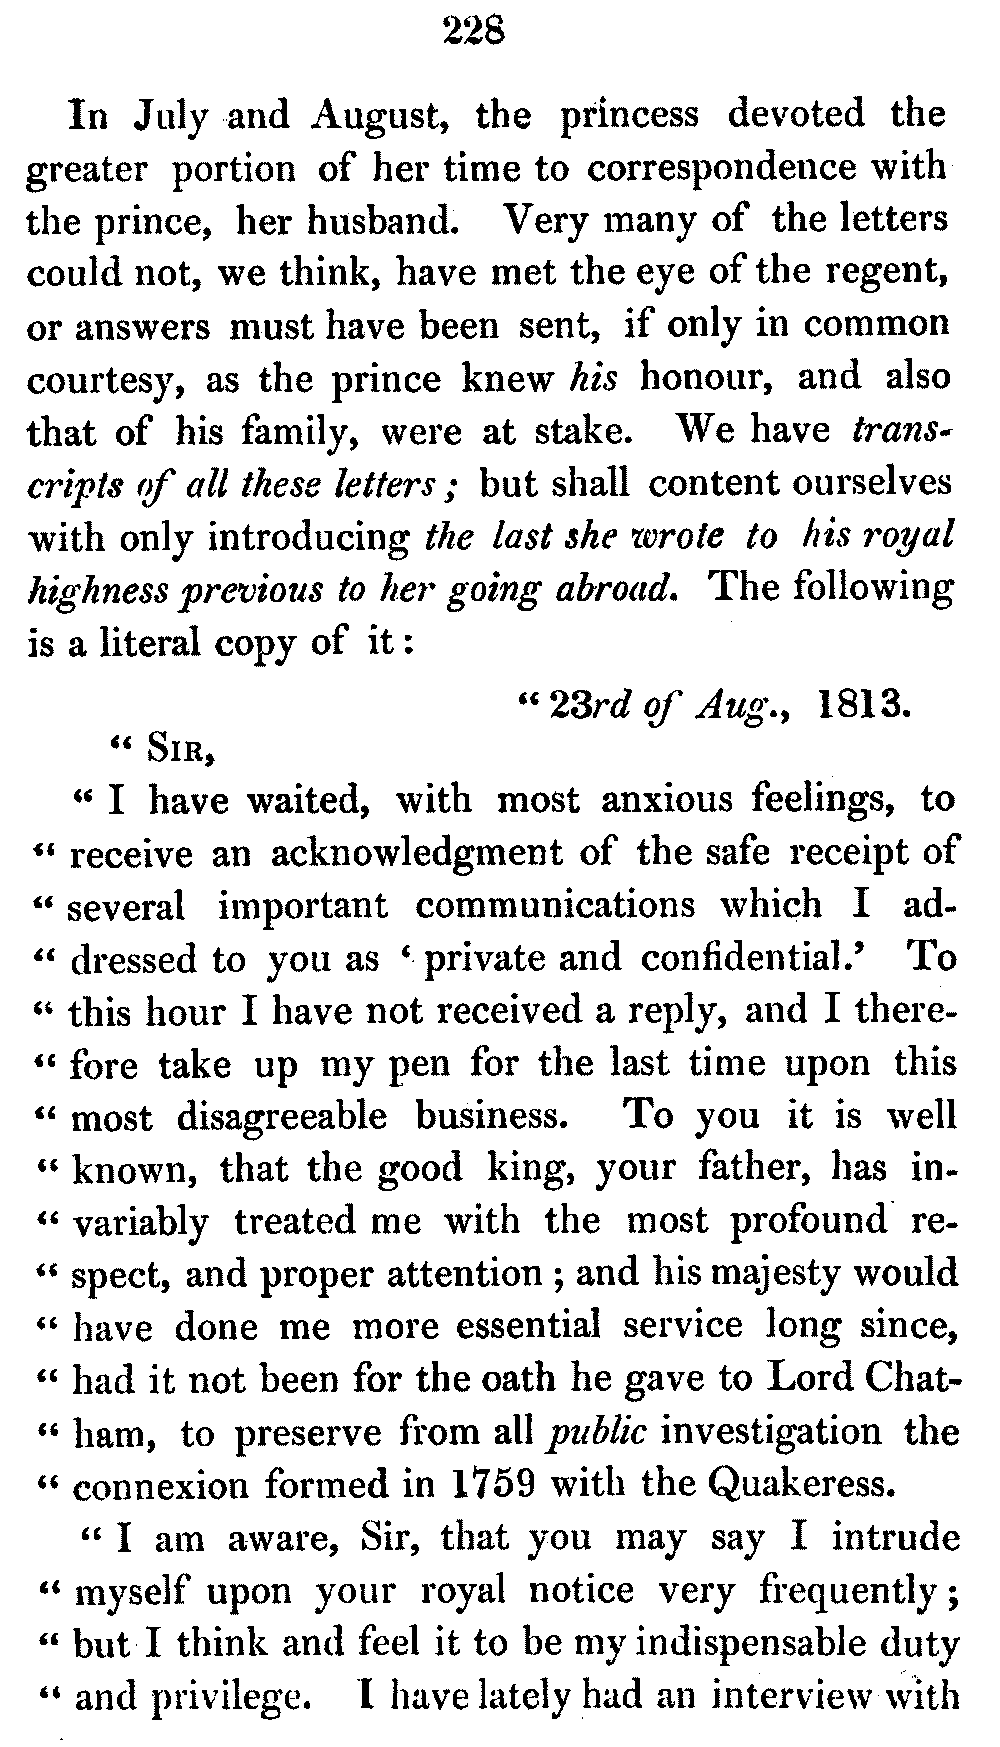 228
In July and August, the princess devoted the
greater portion of her time to correspondence with
the prince, her husband. Very many of the letters
could not, we think, have met the eye of the regent,
or answers must have been sent, if only in common
courtesy, as the prince knew his honour, and also
that of his family, were at stake. We have trans-
cripts of all these letters; but shall content ourselves
with only introducing the last she wrote to his royal
highness previous to her going abroad. The following
is a literal copy of it:
“ 23rd of Aug., 1813.
“ SIR,
“ I have waited, with most anxious feelings, to
“ receive an acknowledgment of the safe receipt of
“ several important communications which I ad-
“ dressed to you as ‘ private and confidential.’ To
“ this hour I have not received a reply, and I there-
“ fore take up my pen for the last time upon this
“ most disagreeable business. To you it is well
“ known, that the good king, your father, has in-
“ variably treated me with the most profound re-
“ spect, and proper attention; and his majesty would
“ have done me more essential service long since,
“ had it not been for the oath he gave to Lord Chat-
“ ham, to preserve from all public investigation the
“ connexion formed in 1759 with the Quakeress.
“ I am aware, Sir, that you may say I intrude
“ myself upon your royal notice very frequently;
“ but I think and feel it to be my indispensable duty
“ and privilege. I have lately had an interview with